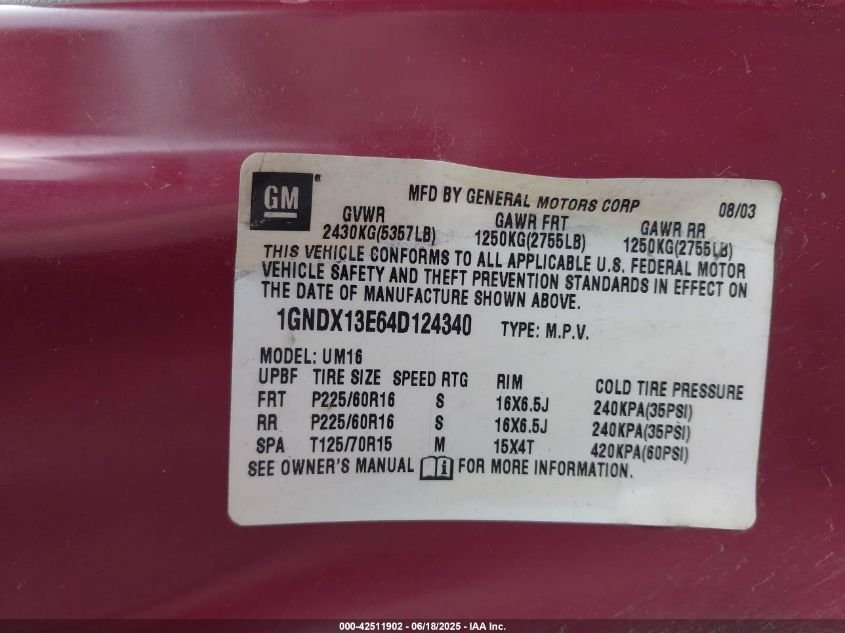 GM®
MFD BY GENERAL MOTORS CORP 08/03
GVWR GAWR FRT GAWR RR
2430KG(5357LB) 1250KG(2755LB) 1250KG(2755LB)
THIS VEHICLE CONFORMS TO ALL APPLICABLE U.S. FEDERAL MOTOR
VEHICLE SAFETY AND THEFT PREVENTION STANDARDS IN EFFECT ON
THE DATE OF MANUFACTURE SHOWN ABOVE.
1GNDX13E64D124340 TYPE: M.P.V.
MODEL: UM16
UPBF TIRE SIZE SPEED RTG RIM COLD TIRE PRESSURE
FRT P225/60R16 S 16X6.5J 240KPA(35PSI)
RR P225/60R16 S 16X6.5J 240KPA(35PSI)
SPA T125/70R15 M 15X4T 420KPA(60PSI)
SEE OWNER'S MANUAL FOR MORE INFORMATION.
000-42511902 - 06/18/2025 - IAA Inc.